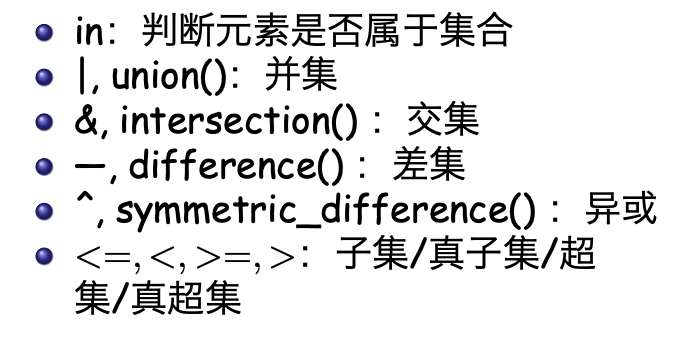 in：判断元素是否属于集合
|, union()：并集
&, intersection() ：交集
—, difference() ：差集
^, symmetric_difference() ：异或
<=, <, >=, >：子集/真子集/超
集/真超集